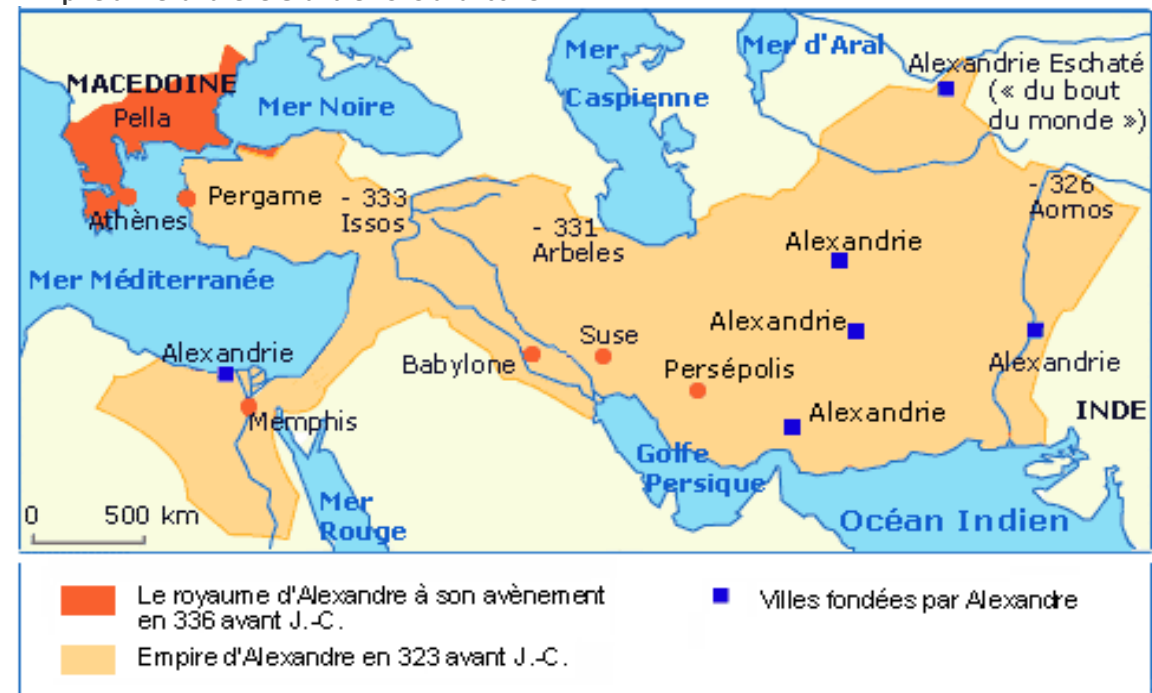 MACEDOINE
Pella
Mer Noire
Mer
Caspienne
Mer d'Aral
Alexandrie Eschaté
(« du bout
du monde »)
Athènes
Pergame
- 333
Issos
- 331
Arbeles
- 326
Aornos
Alexandrie
Mer Méditerranée
Alexandrie
Alexandrie
Babylone
Suse
Persépolis
Alexandrie
Alexandrie
Memphis
INDE
Golfe
Persique
Mer
Rouge
Océan Indien
0 500 km
Le royaume d'Alexandre à son avènement
en 336 avant J.-C.
Empire d'Alexandre en 323 avant J.-C.
Villes fondées par Alexandre